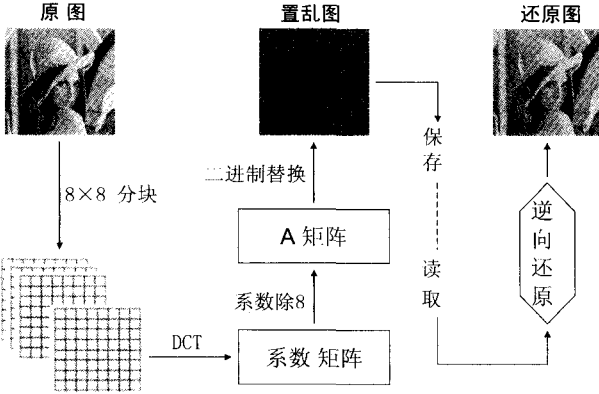 原 图
置乱图
还原图
8×8 分块
二进制替换
保存
A 矩阵
读取
逆向还原
系数除8
DCT
系数 矩阵